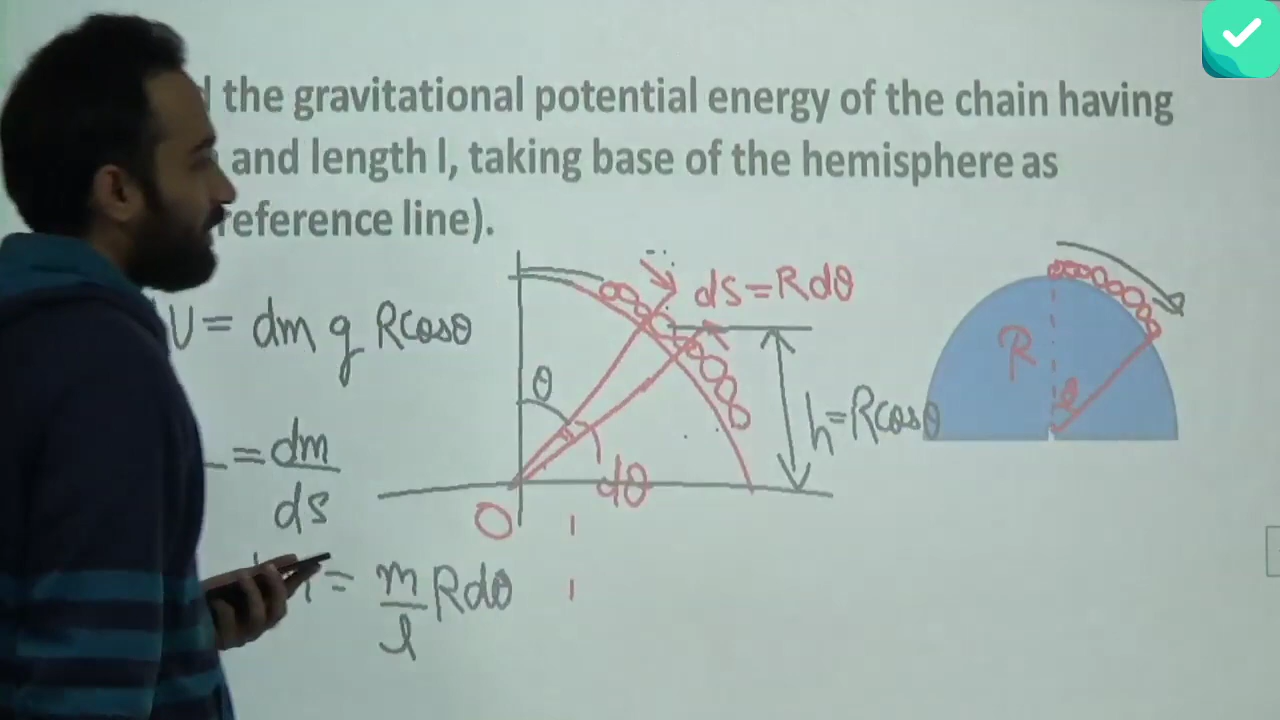 the gravitational potential energy of the chain having
and length l, taking base of the hemisphere as
reference line).
ds=Rdθ
U= dm g Rcosθ
R
θ
θ
h=Rcosθ
= dm
ds
dθ
O
= m Rdθ
l